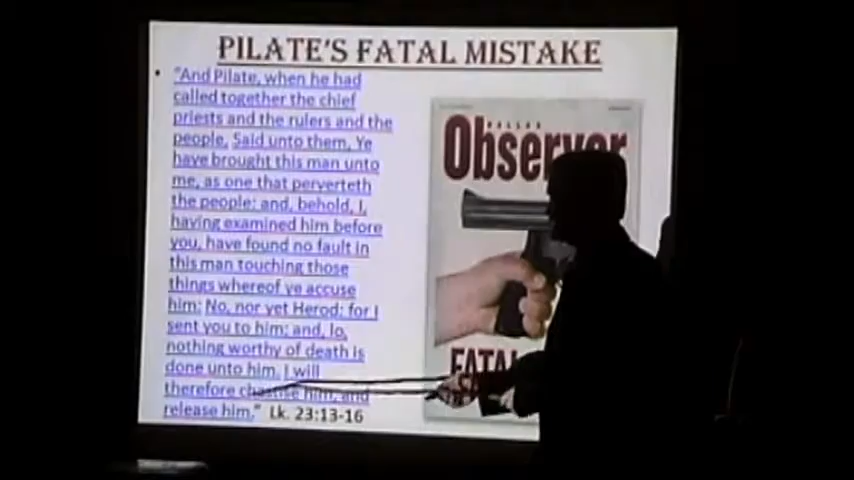 PILATE'S FATAL MISTAKE
• "And Pilate, when he had
called together the chief
priests and the rulers and the
people, Said unto them, Ye
have brought this man unto
me, as one that perverteth
the people: and, behold, I,
having examined him before
you, have found no fault in
this man touching those
things whereof ye accuse
him: No, nor yet Herod: for I
sent you to him; and, lo,
nothing worthy of death is
done unto him. I will
therefore chastise him, and
release him." Lk. 23:13-16
DALLAS
Observer
FATAL